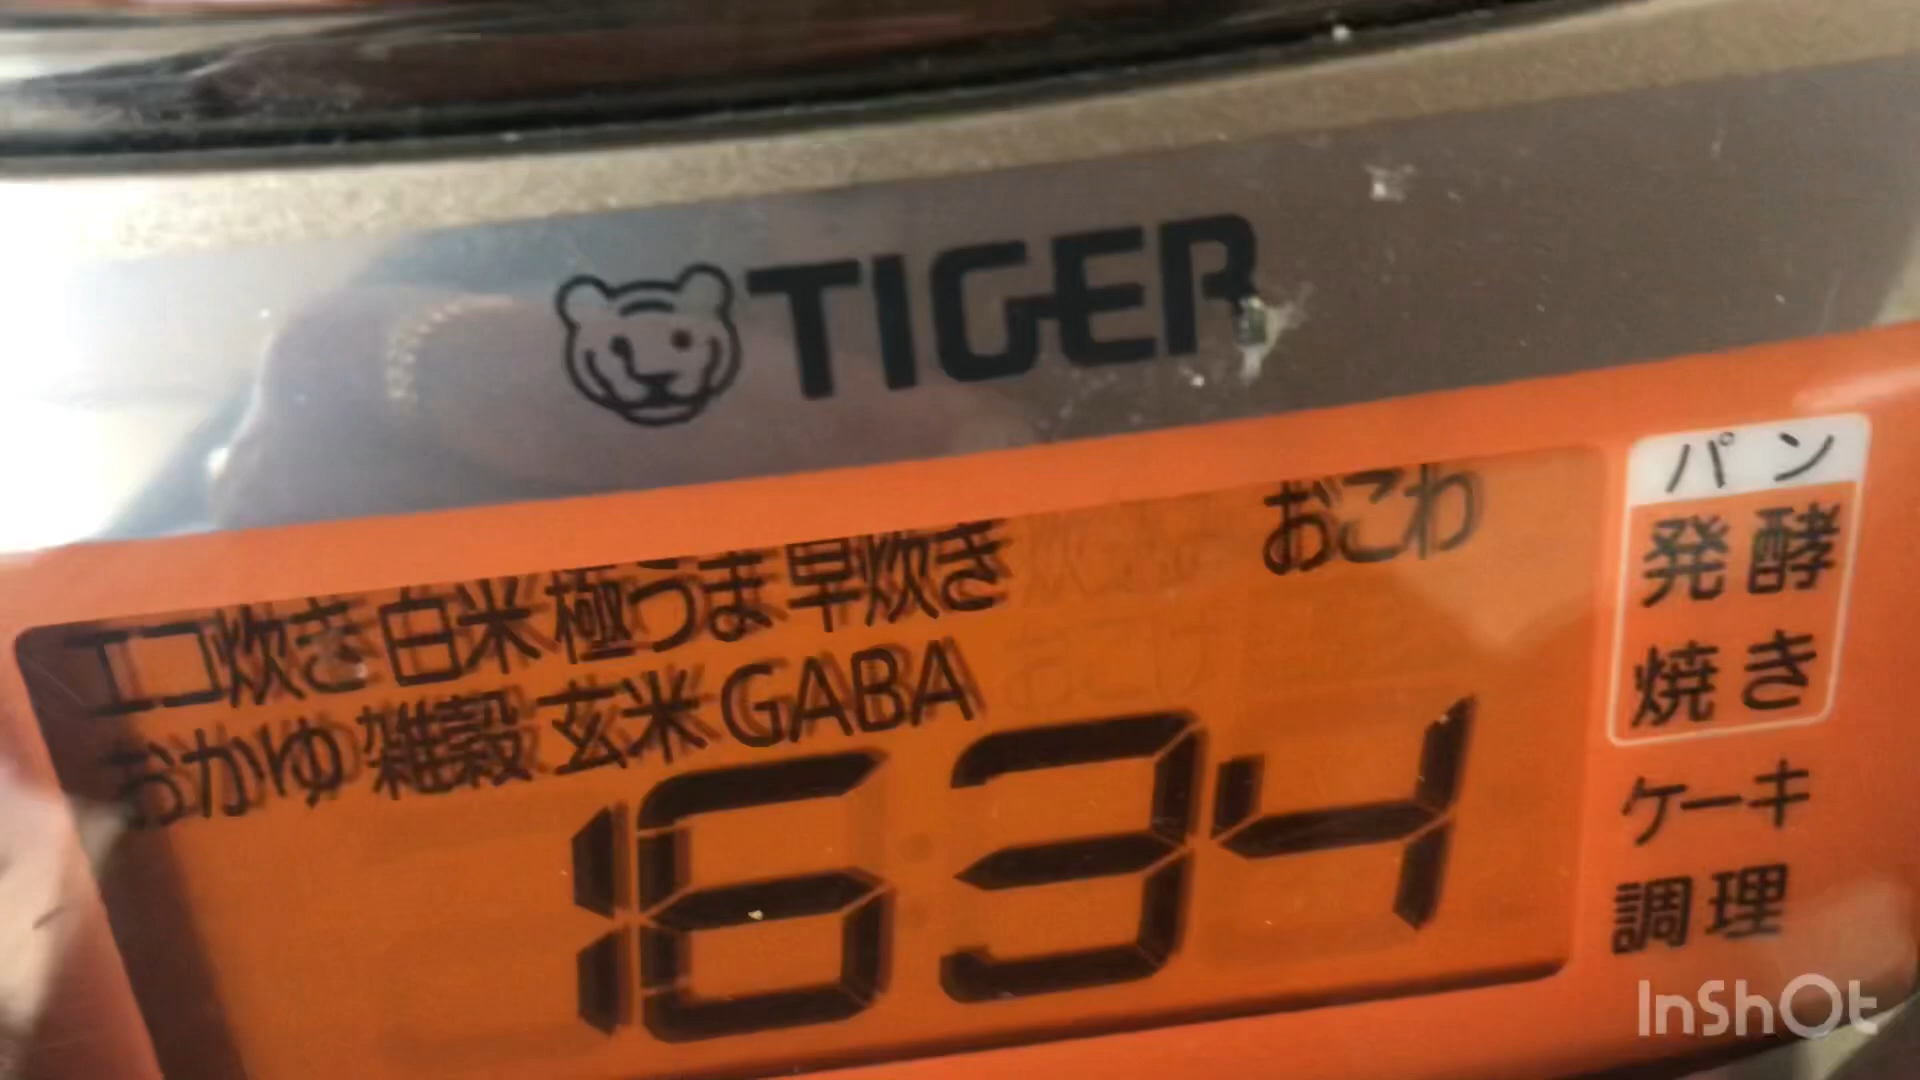 TIGER
エコ炊き 白米 極うま 早炊き おこわ
おかゆ 雑穀 玄米 GABA
16:34
パン
発酵
焼き
ケーキ
調理
InShOt